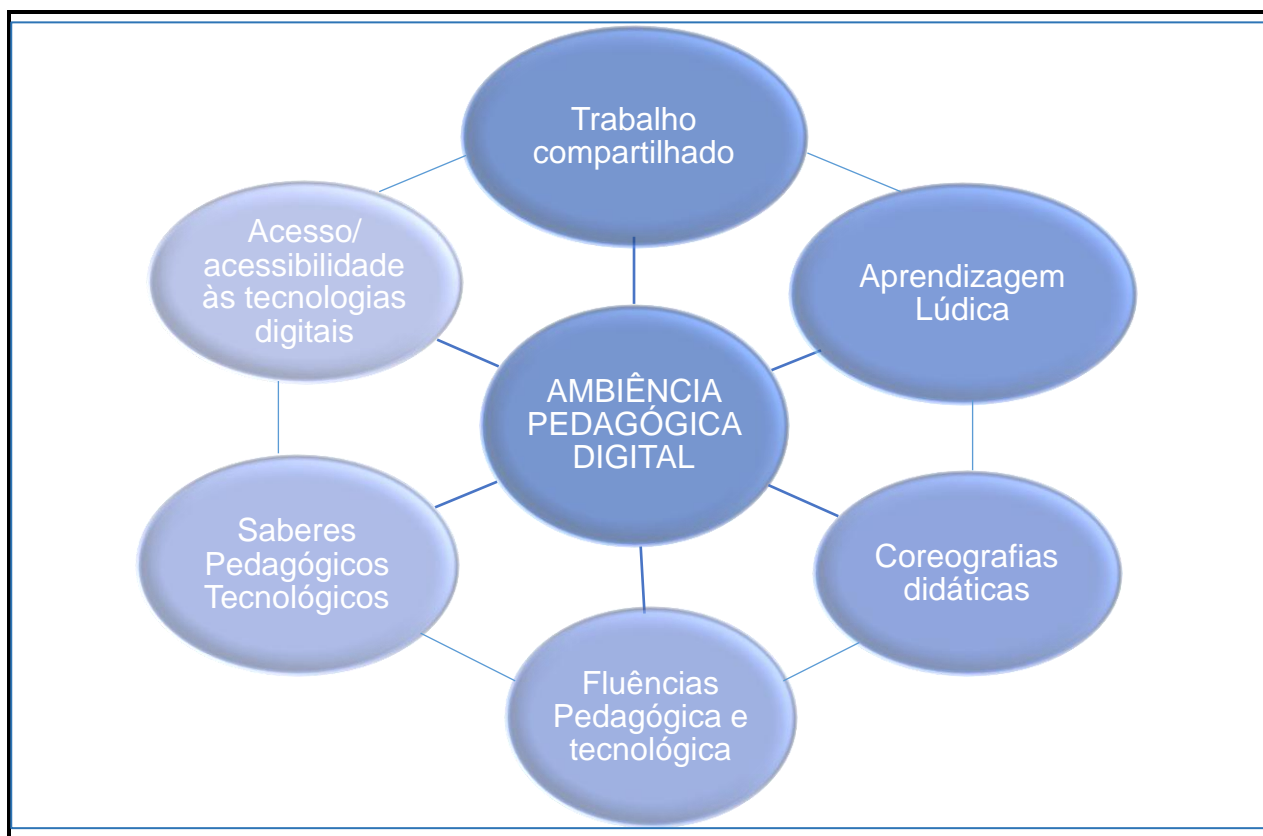 Trabalho
compartilhado
Acesso/
acessibilidade
às tecnologias
digitais
Aprendizagem
Lúdica
AMBIÊNCIA
PEDAGÓGICA
DIGITAL
Saberes
Pedagógicos
Tecnológicos
Coreografias
didáticas
Fluências
Pedagógica e
tecnológica